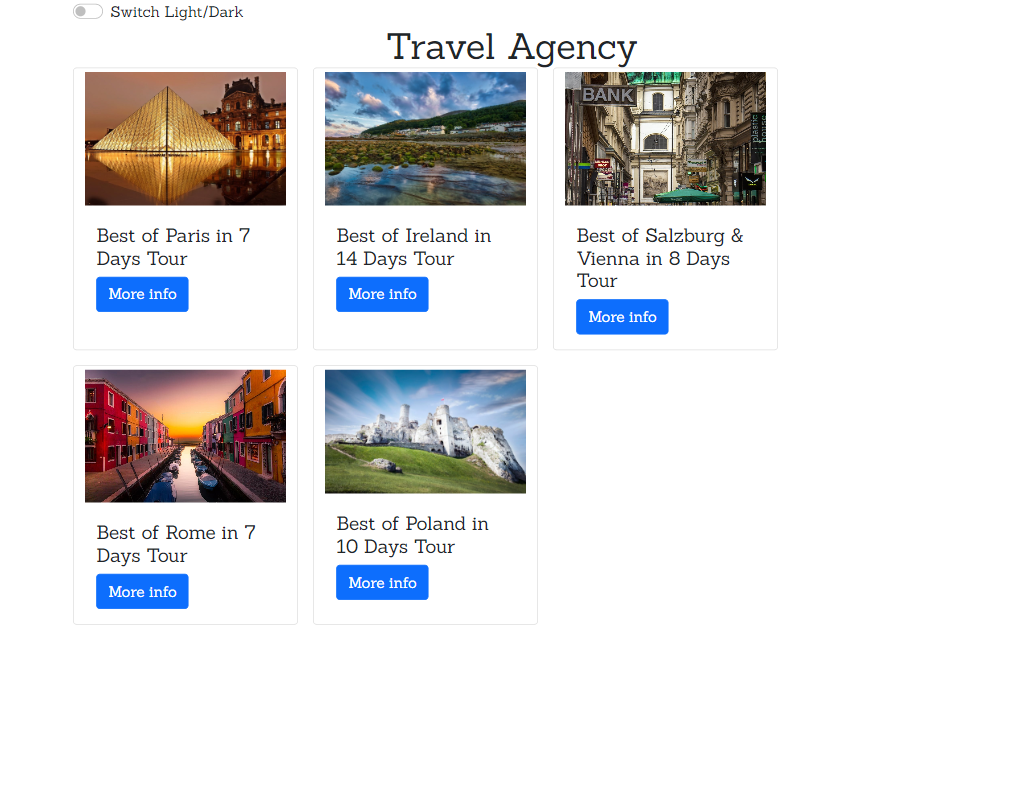 Switch Light/Dark
Travel Agency
BANK
Best of Paris in 7
Days Tour
More info
Best of Ireland in
14 Days Tour
More info
Best of Salzburg &
Vienna in 8 Days
Tour
More info
Best of Rome in 7
Days Tour
More info
Best of Poland in
10 Days Tour
More info